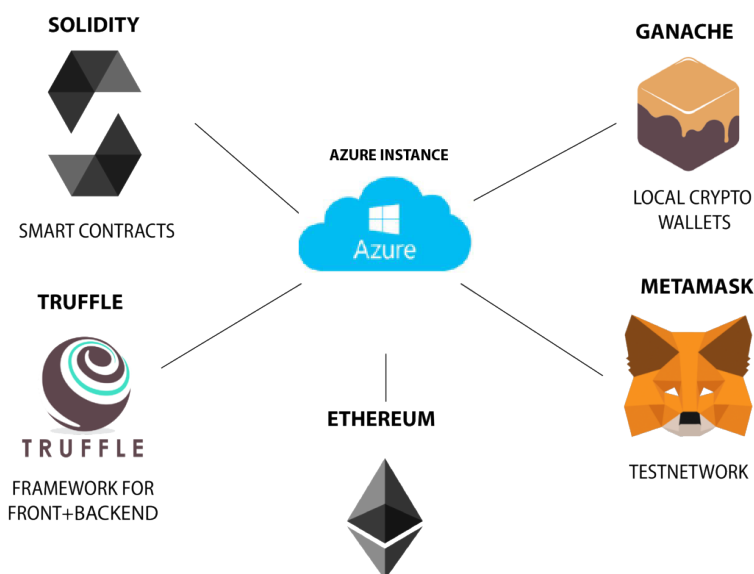 SOLIDITY
SMART CONTRACTS
GANACHE
LOCAL CRYPTO
WALLETS
AZURE INSTANCE
Azure
TRUFFLE
TRUFFLE
FRAMEWORK FOR
FRONT+BACKEND
ETHEREUM
METAMASK
TESTNETWORK